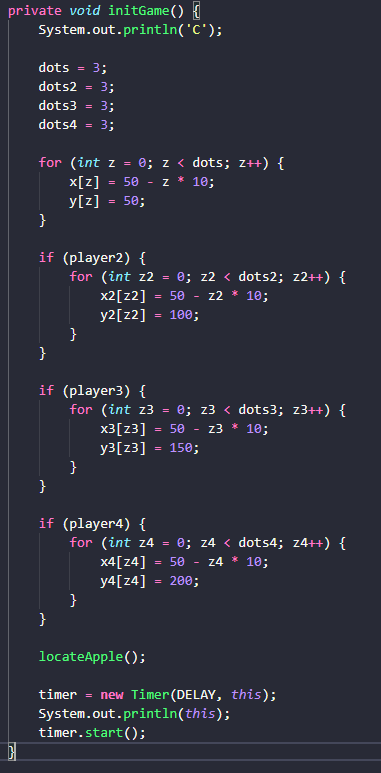 private void initGame() {
System.out.println('C');
dots = 3;
dots2 = 3;
dots3 = 3;
dots4 = 3;
for (int z = 0; z < dots; z++) {
x[z] = 50 - z * 10;
y[z] = 50;
}
if (player2) {
for (int z2 = 0; z2 < dots2; z2++) {
x2[z2] = 50 - z2 * 10;
y2[z2] = 100;
}
}
if (player3) {
for (int z3 = 0; z3 < dots3; z3++) {
x3[z3] = 50 - z3 * 10;
y3[z3] = 150;
}
}
if (player4) {
for (int z4 = 0; z4 < dots4; z4++) {
x4[z4] = 50 - z4 * 10;
y4[z4] = 200;
}
}
locateApple();
timer = new Timer(DELAY, this);
System.out.println(this);
timer.start();
}